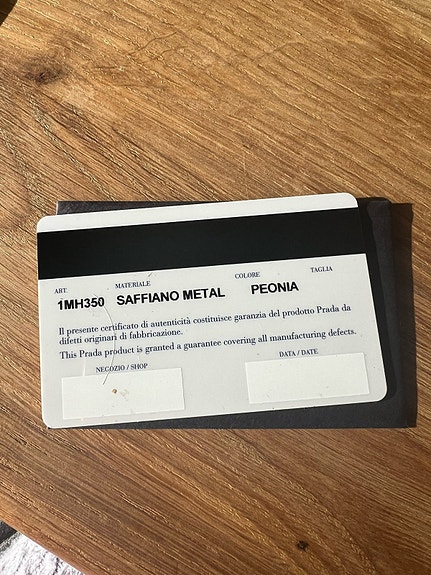 ART. MATERIALE COLORE TAGLIA
1MH350 SAFFIANO METAL PEONIA
Il presente certificato di autenticità costituisce garanzia del prodotto Prada da
difetti originari di fabbricazione.
This Prada product is granted a guarantee covering all manufacturing defects.
NEGOZIO / SHOP DATA / DATE